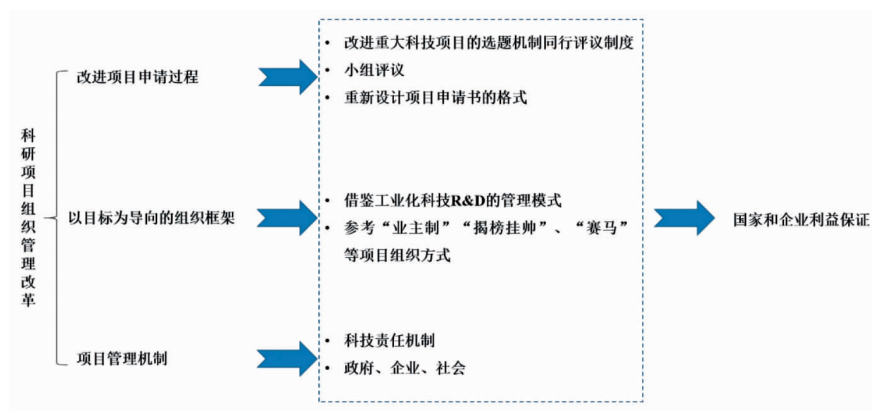 科研项目组织管理改革
改进项目申请过程
• 改进重大科技项目的选题机制同行评议制度
• 小组评议
• 重新设计项目申请书的格式
以目标为导向的组织框架
• 借鉴工业化科技R&D的管理模式
• 参考“业主制”“揭榜挂帅”、“赛马”
等项目组织方式
国家和企业利益保证
项目管理机制
• 科技责任机制
• 政府、企业、社会